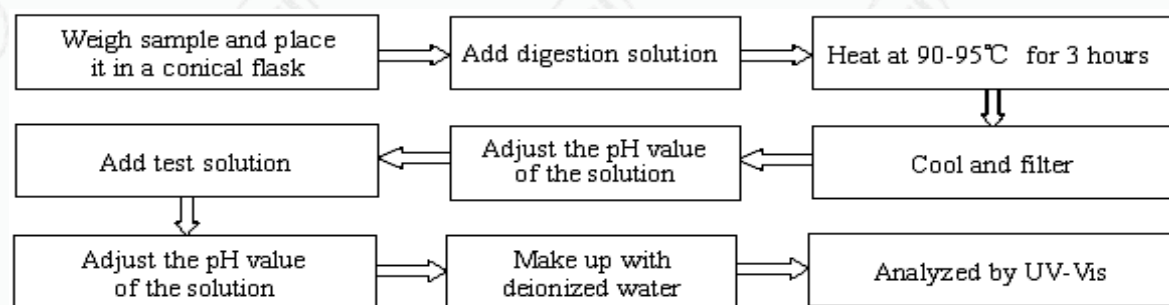 Weigh sample and place
it in a conical flask
Add digestion solution
Heat at 90-95℃ for 3 hours
Cool and filter
Adjust the pH value
of the solution
Add test solution
Adjust the pH value
of the solution
Make up with
deionized water
Analyzed by UV-Vis